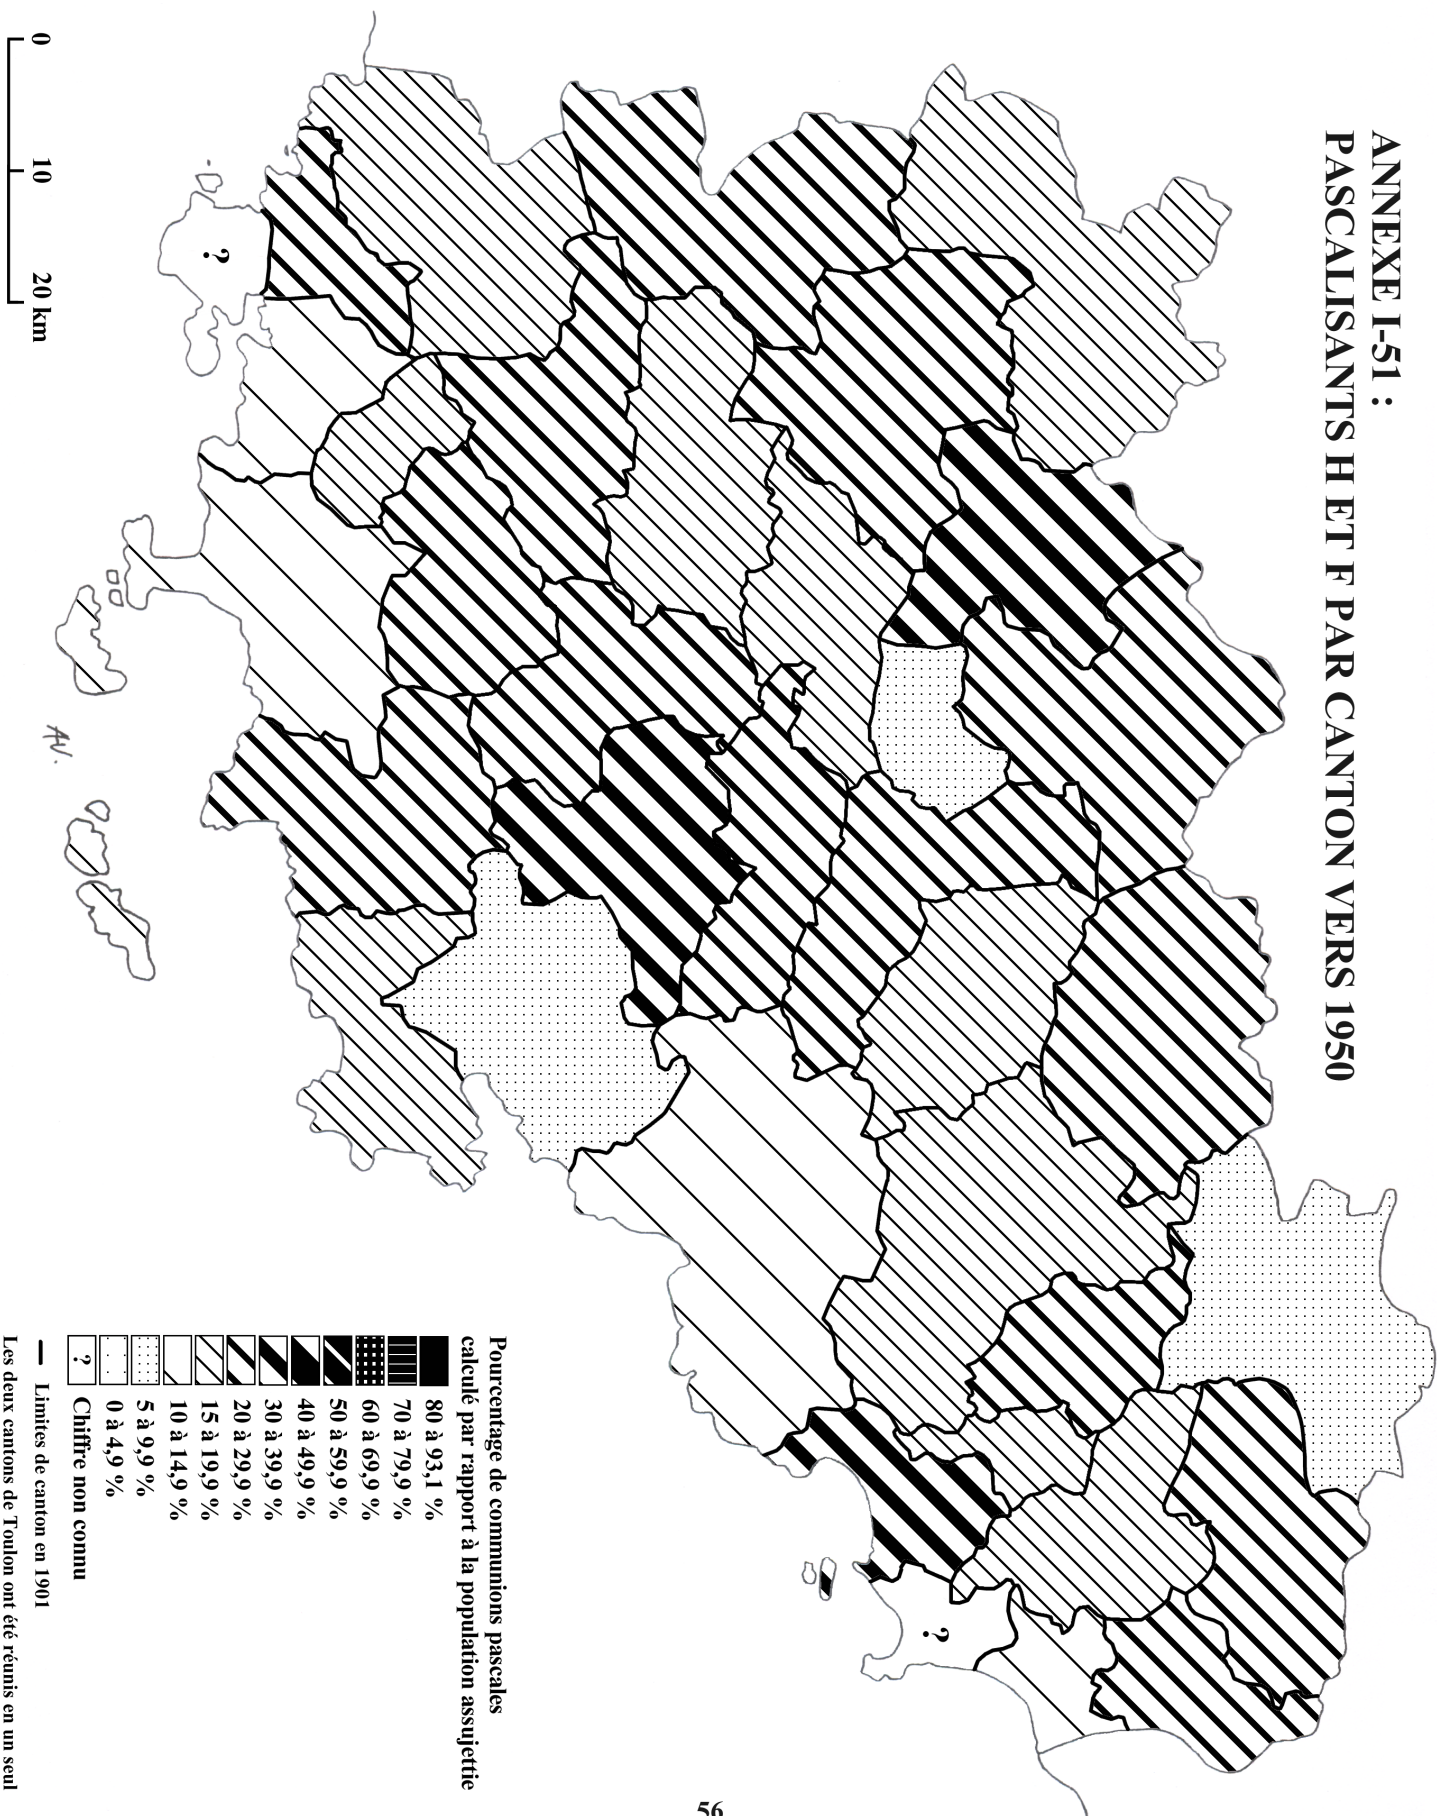 ANNEXE I-51 :
PASCALISANTS H ET F PAR CANTON VERS 1950
?
?
Pourcentage de communions pascales
calculé par rapport à la population assujettie
80 à 93,1 %
70 à 79,9 %
60 à 69,9 %
50 à 59,9 %
40 à 49,9 %
30 à 39,9 %
20 à 29,9 %
15 à 19,9 %
10 à 14,9 %
5 à 9,9 %
0 à 4,9 %
? Chiffre non connu
Limites de canton en 1901
Les deux cantons de Toulon ont été réunis en un seul
0 10 20 km
AV.
56